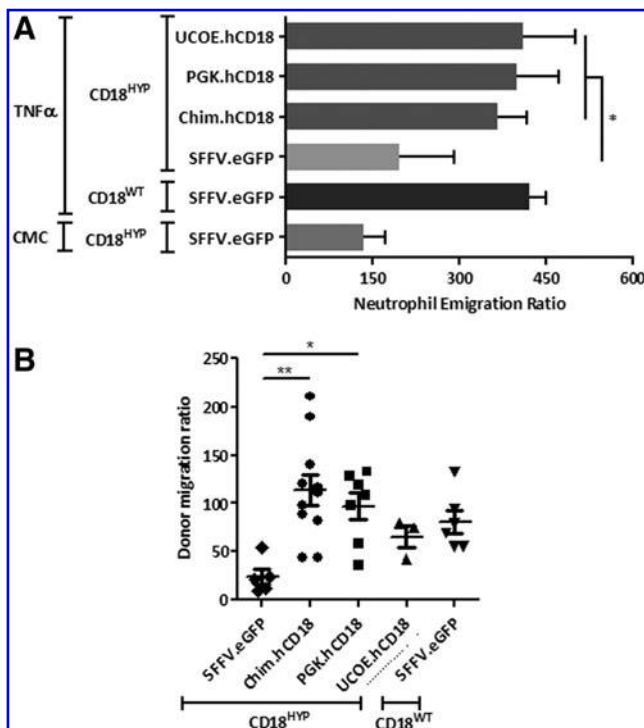 A
TNFα
CD18HYP
UCOE.hCD18
PGK.hCD18
Chim.hCD18
SFFV.eGFP
*
CD18WT
SFFV.eGFP
CMC
CD18HYP
SFFV.eGFP
0 150 300 450 600
Neutrophil Emigration Ratio
B
Donor migration ratio
250
200
150
100
50
0
*
**
SFFV.eGFP
Chim.hCD18
PGK.hCD18
UCOE.hCD18
SFFV.eGFP
CD18HYP
CD18WT